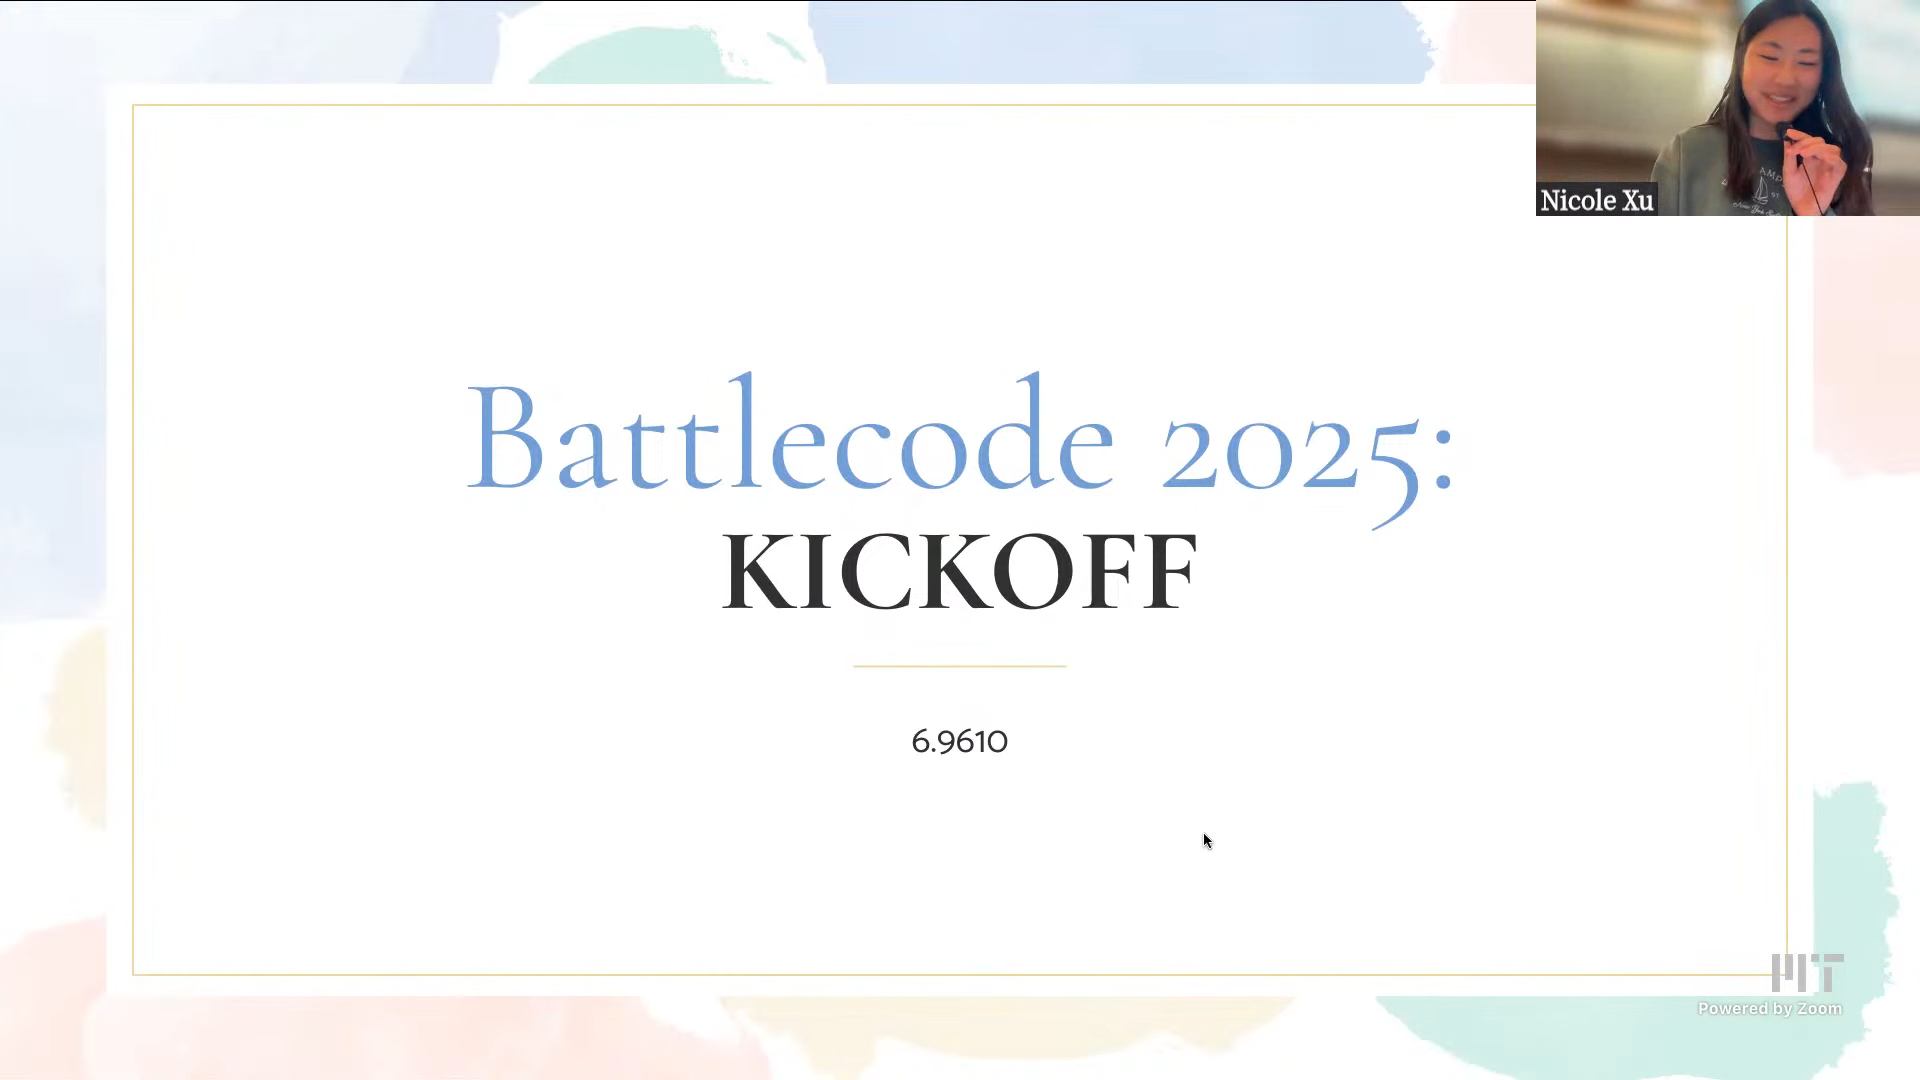 Battlecode 2025:
KICKOFF
6.9610
Nicole Xu
MIT
Powered by Zoom